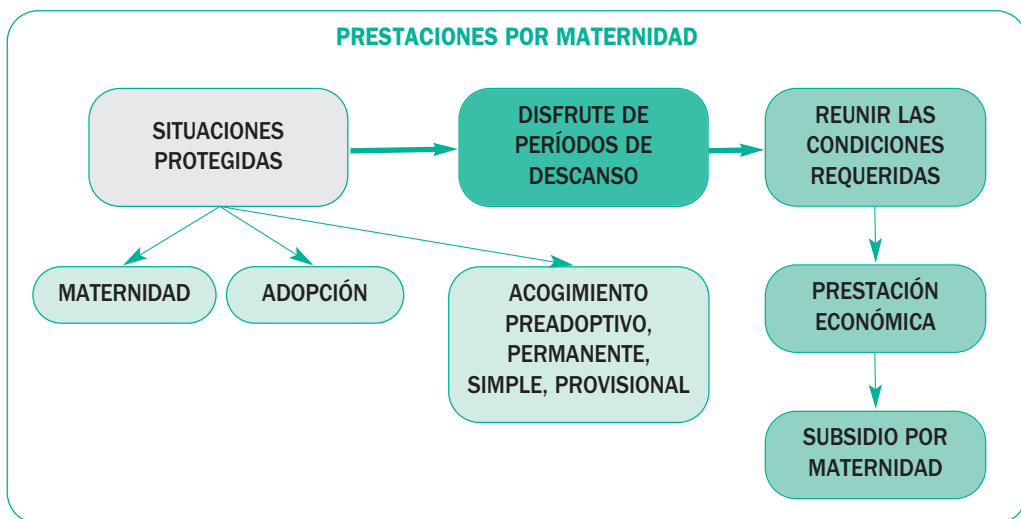 PRESTACIONES POR MATERNIDAD
SITUACIONES
PROTEGIDAS
DISFRUTE DE
PERÍODOS DE
DESCANSO
REUNIR LAS
CONDICIONES
REQUERIDAS
MATERNIDAD
ADOPCIÓN
ACOGIMIENTO
PREADOPTIVO,
PERMANENTE,
SIMPLE, PROVISIONAL
PRESTACIÓN
ECONÓMICA
SUBSIDIO POR
MATERNIDAD